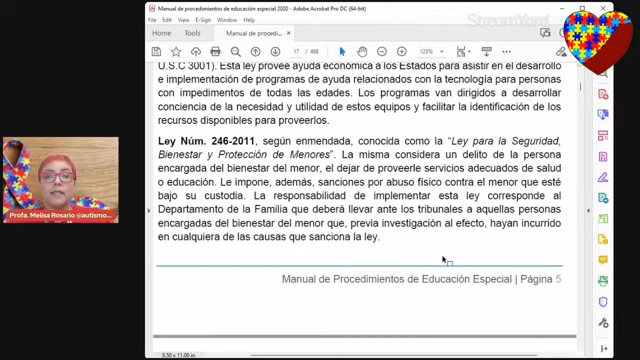 Manual de procedimientos de educación especial 2020 - Adobe Acrobat Pro DC (64-bit)
File Edit View E-Sign Window Help
Home Tools Manual de procedi... ×
17 / 488 125%
StreamYard
U.S.C 3001). Esta ley provee ayuda económica a los Estados para asistir en el desarrollo
e implementación de programas de ayuda relacionados con la tecnología para personas
con impedimentos de todas las edades. Los programas van dirigidos a desarrollar
conciencia de la necesidad y utilidad de estos equipos y facilitar la identificación de los
recursos disponibles para proveerlos.
Ley Núm. 246-2011, según enmendada, conocida como la “Ley para la Seguridad,
Bienestar y Protección de Menores”. La misma considera un delito de la persona
encargada del bienestar del menor, el dejar de proveerle servicios adecuados de salud
o educación. Le impone, además, sanciones por abuso físico contra el menor que esté
bajo su custodia. La responsabilidad de implementar esta ley corresponde al
Departamento de la Familia que deberá llevar ante los tribunales a aquellas personas
encargadas del bienestar del menor que, previa investigación al efecto, hayan incurrido
en cualquiera de las causas que sanciona la ley.
Manual de Procedimientos de Educación Especial | Página 5
8.50 x 11.00 in
Profa. Melisa Rosario @autismo...